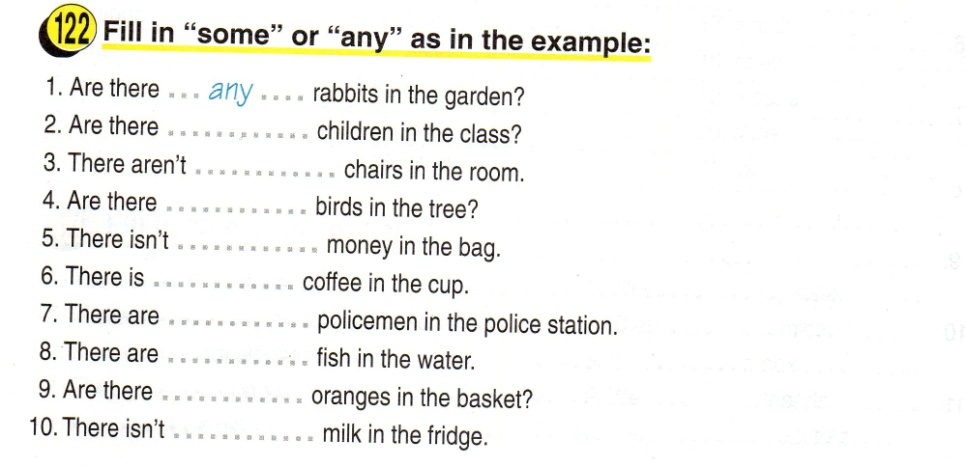 122 Fill in “some” or “any” as in the example:
1. Are there ... any .... rabbits in the garden?
2. Are there ............. children in the class?
3. There aren't ............. chairs in the room.
4. Are there ............. birds in the tree?
5. There isn't ............. money in the bag.
6. There is ............. coffee in the cup.
7. There are ............. policemen in the police station.
8. There are ............. fish in the water.
9. Are there ............. oranges in the basket?
10. There isn't ............. milk in the fridge.